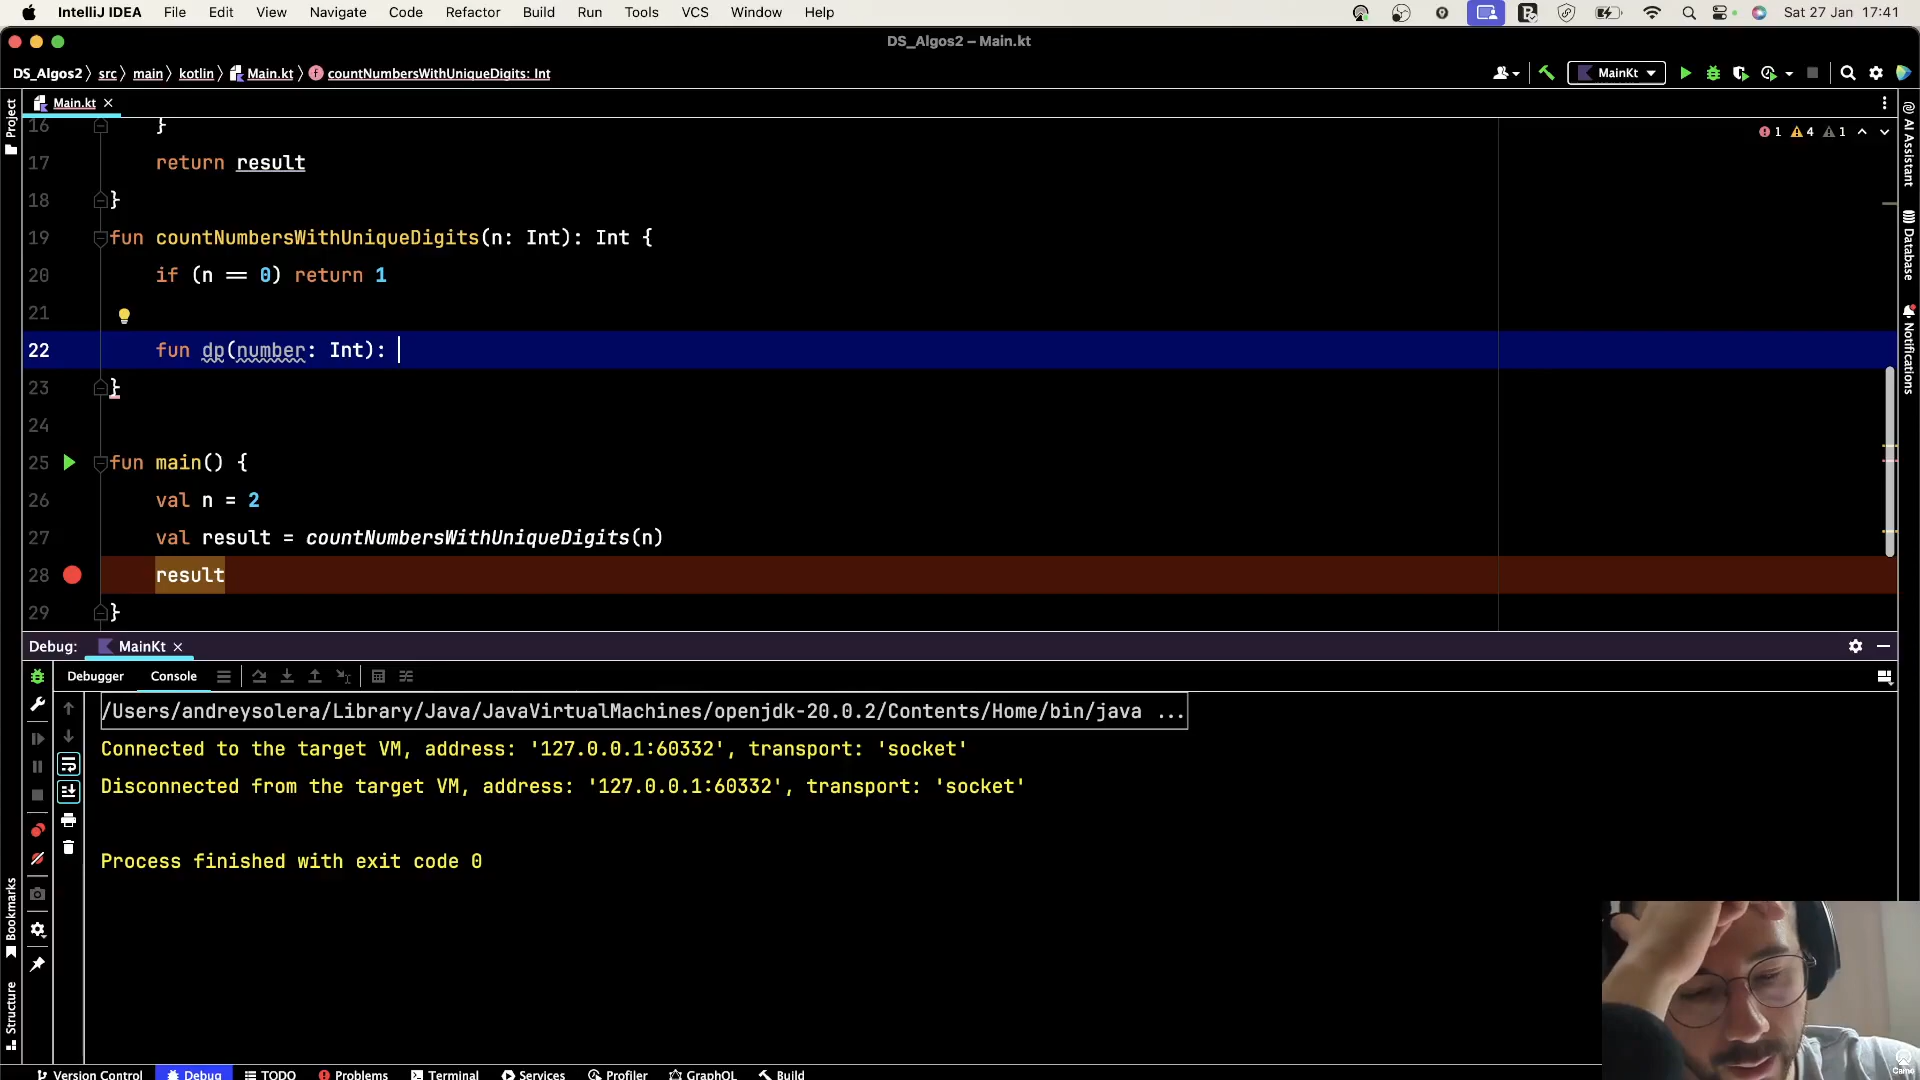 IntelliJ IDEA File Edit View Navigate Code Refactor Build Run Tools VCS Window Help Sat 27 Jan 17:41
DS_Algos2 – Main.kt
DS_Algos2 src main kotlin Main.kt countNumbersWithUniqueDigits: Int MainKt
Project
Main.kt
1 4 1
AI Assistant
Database
Notifications
16 }
17 return result
18 }
19 fun countNumbersWithUniqueDigits(n: Int): Int {
20 if (n == 0) return 1
21
22 fun dp(number: Int):
23 }
24
25 fun main() {
26 val n = 2
27 val result = countNumbersWithUniqueDigits(n)
28 result
29 }
Debug: MainKt
Debugger Console
/Users/andreysolera/Library/Java/JavaVirtualMachines/openjdk-20.0.2/Contents/Home/bin/java ...
Connected to the target VM, address: '127.0.0.1:60332', transport: 'socket'
Disconnected from the target VM, address: '127.0.0.1:60332', transport: 'socket'
Process finished with exit code 0
Bookmarks
Structure
Camo
Version Control Debug TODO Problems Terminal Services Profiler GraphQL Build